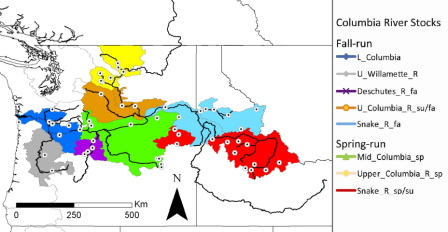 Columbia River Stocks
Fall-run
L_Columbia
U_Willamette_R
Deschutes_R_fa
U_Columbia_R_su/fa
Snake_R_fa
Spring-run
Mid_Columbia_sp
Upper_Columbia_R_sp
Snake_R_sp/su
N
Km
0 250 500